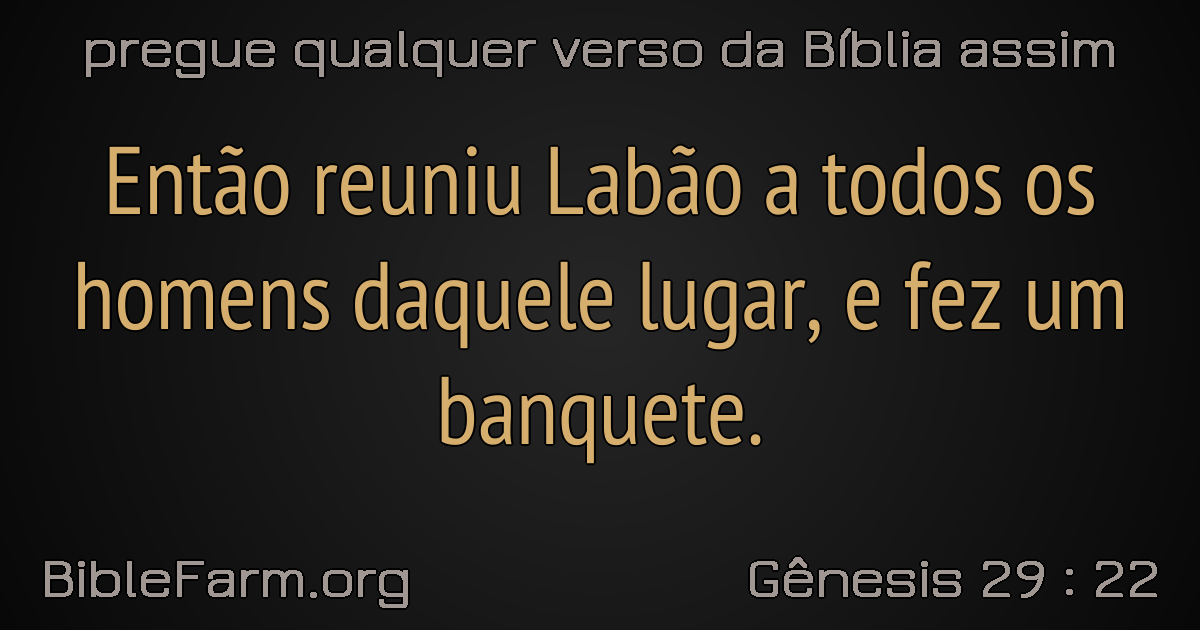 pregue qualquer verso da Bíblia assim
Então reuniu Labão a todos os
homens daquele lugar, e fez um
banquete.
BibleFarm.org
Gênesis 29 : 22